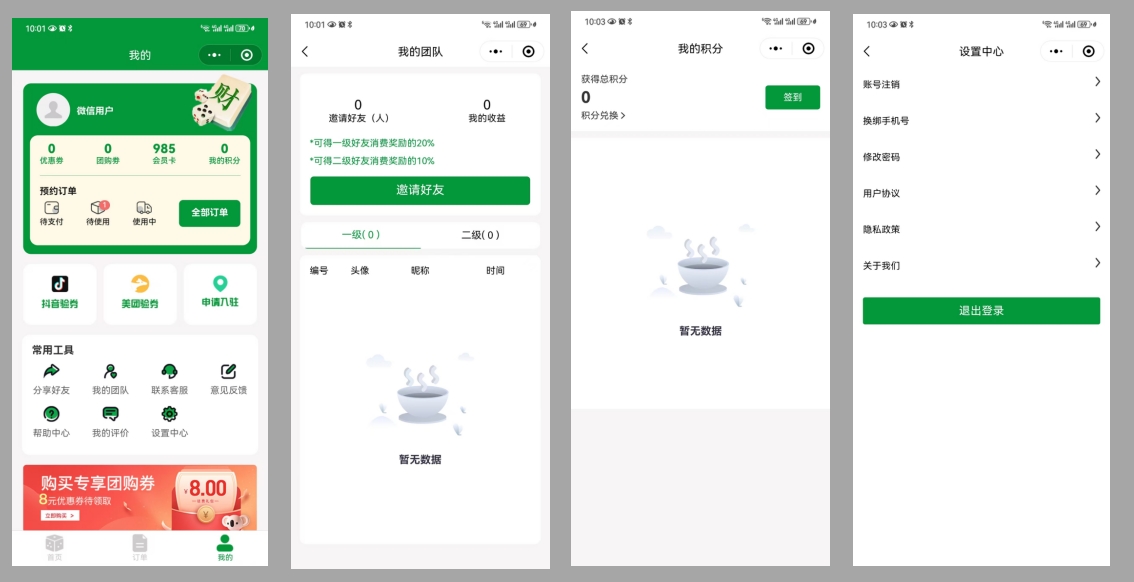 10:01
70
我的
财
微信用户
0
0
985
0
优惠券
团购券
会员卡
我的积分
预约订单
1
待支付
待使用
使用中
全部订单
抖音验券
美团验券
申请入驻
常用工具
分享好友
我的团队
联系客服
意见反馈
帮助中心
我的评价
设置中心
购买专享团购券
8元优惠券待领取
立即购买 >
¥8.00
首页
订单
我的
10:01
69
我的团队
0
0
邀请好友（人）
我的收益
*可得一级好友消费奖励的20%
*可得二级好友消费奖励的10%
邀请好友
一级( 0 )
二级( 0 )
编号
头像
昵称
时间
暂无数据
10:03
69
我的积分
获得总积分
0
积分兑换 >
签到
暂无数据
10:03
69
设置中心
账号注销
换绑手机号
修改密码
用户协议
隐私政策
关于我们
退出登录